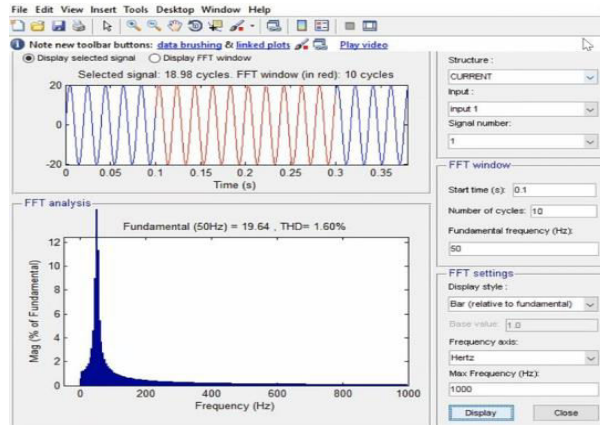 File Edit View Insert Tools Desktop Window Help
Note new toolbar buttons: data brushing & linked plots Play video
Display selected signal Display FFT window
Selected signal: 18.98 cycles. FFT window (in red): 10 cycles
20
0
-20
0 0.05 0.1 0.15 0.2 0.25 0.3 0.35
Time (s)
FFT analysis
Fundamental (50Hz) = 19.64 , THD= 1.60%
Mag (% of Fundamental)
12
10
8
6
4
2
0
0 200 400 600 800 1000
Frequency (Hz)
Structure :
CURRENT
Input :
input 1
Signal number:
1
FFT window
Start time (s): 0.1
Number of cycles: 10
Fundamental frequency (Hz):
50
FFT settings
Display style :
Bar (relative to fundamental)
Base value: 1.0
Frequency axis:
Hertz
Max Frequency (Hz):
1000
Display Close